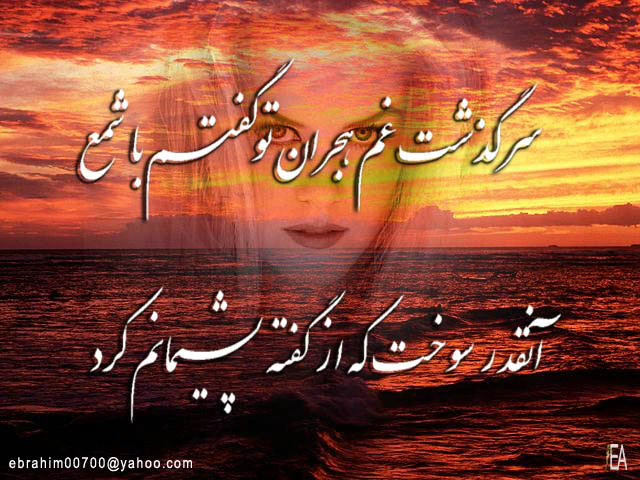 سرگذشت غم هجران تو گفتم با شمع
آنقدر سوخت که از گفته پشیمانم کرد
ebrahim00700@yahoo.com
EA